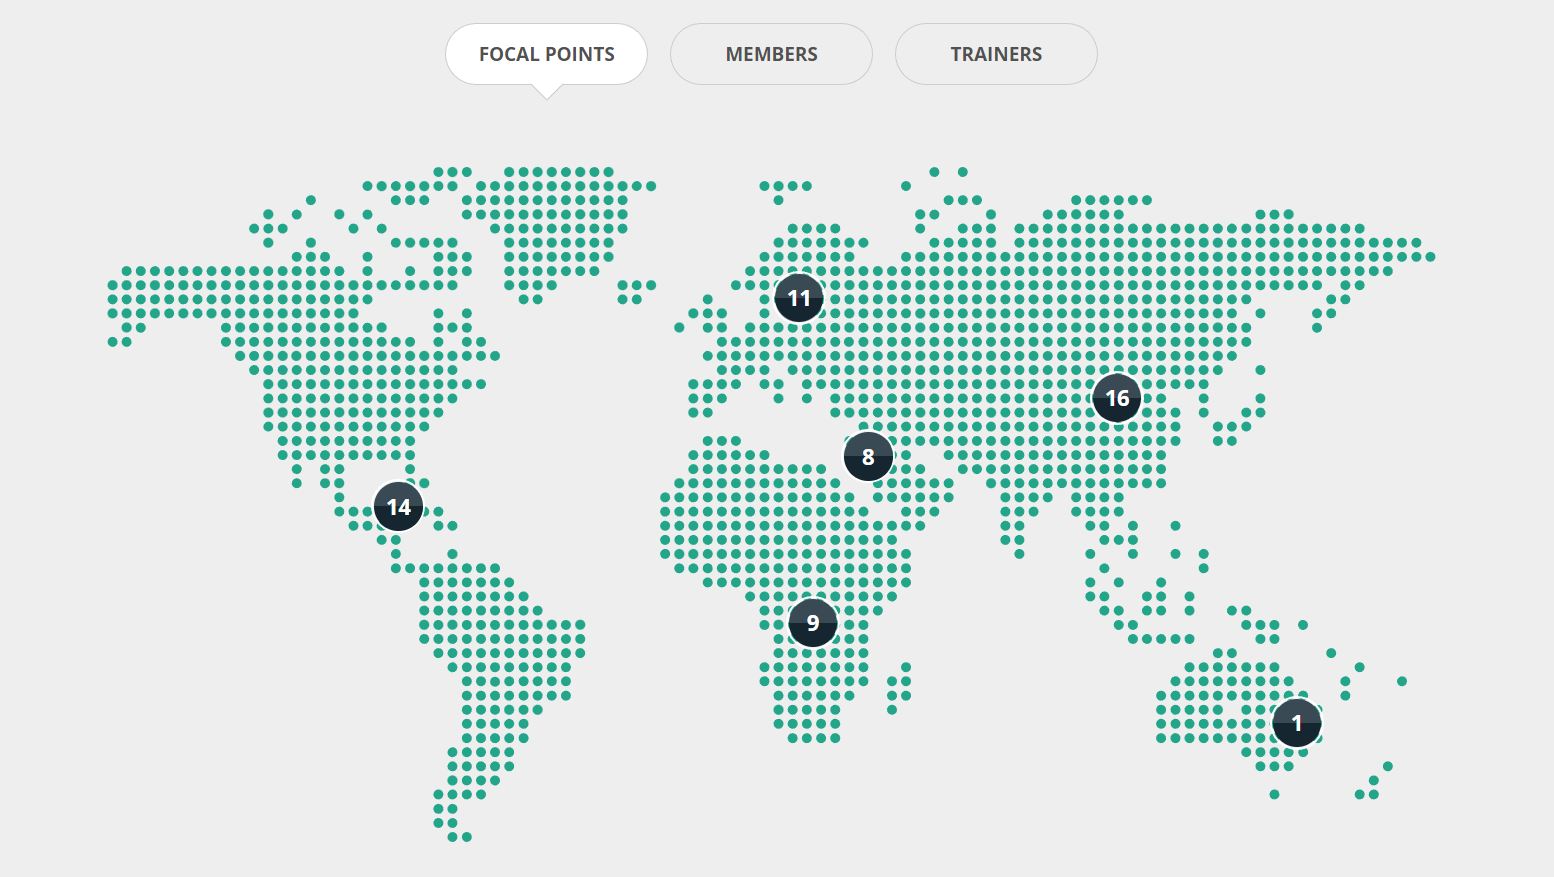 FOCAL POINTS
MEMBERS
TRAINERS
11
16
8
14
9
1